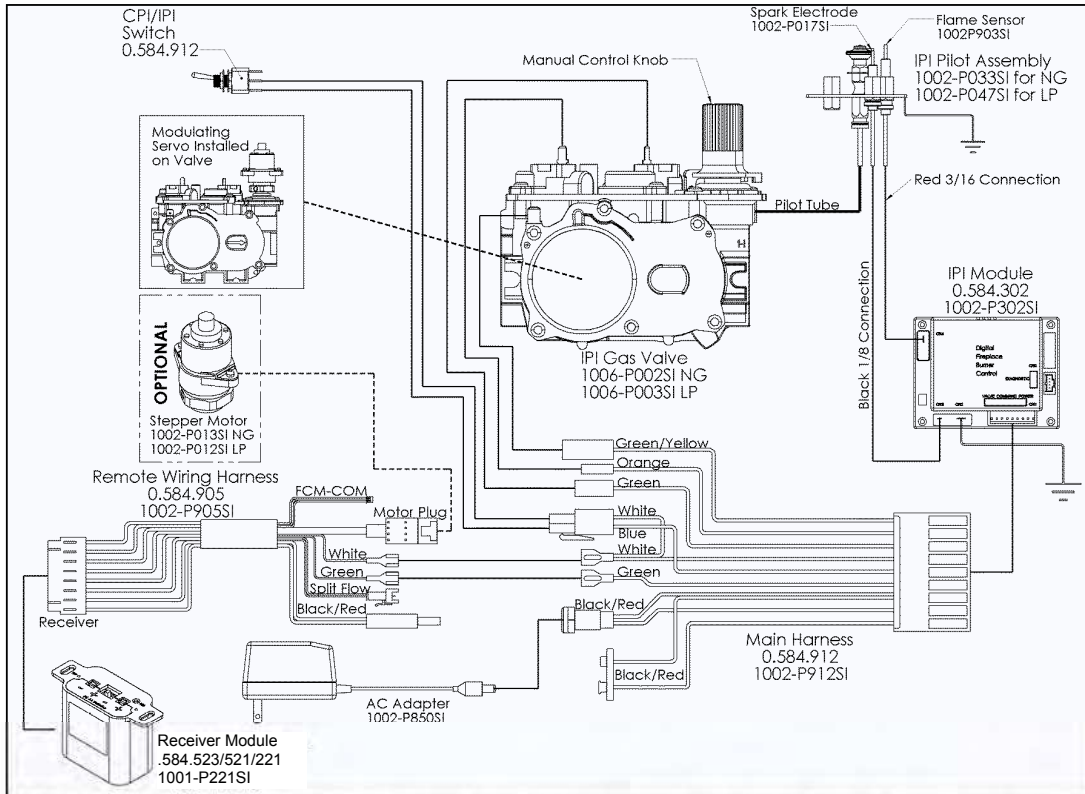 CPI/IPI
Switch
0.584.912
Spark Electrode
1002-P017SI
Flame Sensor
1002P903SI
IPI Pilot Assembly
1002-P033SI for NG
1002-P047SI for LP
Manual Control Knob
Modulating
Servo Installed
on Valve
Pilot Tube
Red 3/16 Connection
Black 1/8 Connection
IPI Module
0.584.302
1002-P302SI
Digital
Fireplace
Burner
Control
DIAGNOSTIC
IPI Gas Valve
1006-P002SI NG
1006-P003SI LP
OPTIONAL
Stepper Motor
1002-P013SI NG
1002-P012SI LP
Remote Wiring Harness
0.584.905
1002-P905SI
FCM-COM
Motor Plug
White
Green
Split Flow
Black/Red
Receiver
Green/Yellow
Orange
Green
White
Blue
White
Green
Black/Red
Black/Red
Main Harness
0.584.912
1002-P912SI
AC Adapter
1002-P850SI
Receiver Module
.584.523/521/221
1001-P221SI